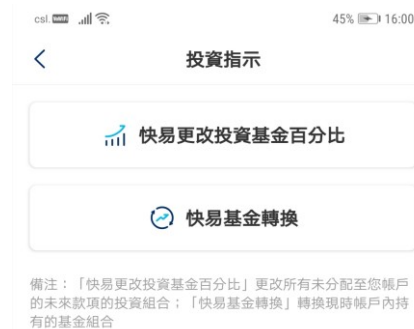 csl. 45% 16:00
投資指示
快易更改投資基金百分比
快易基金轉換
備注：「快易更改投資基金百分比」更改所有未分配至您帳戶
的未來款項的投資組合；「快易基金轉換」轉換現時帳戶內持
有的基金組合